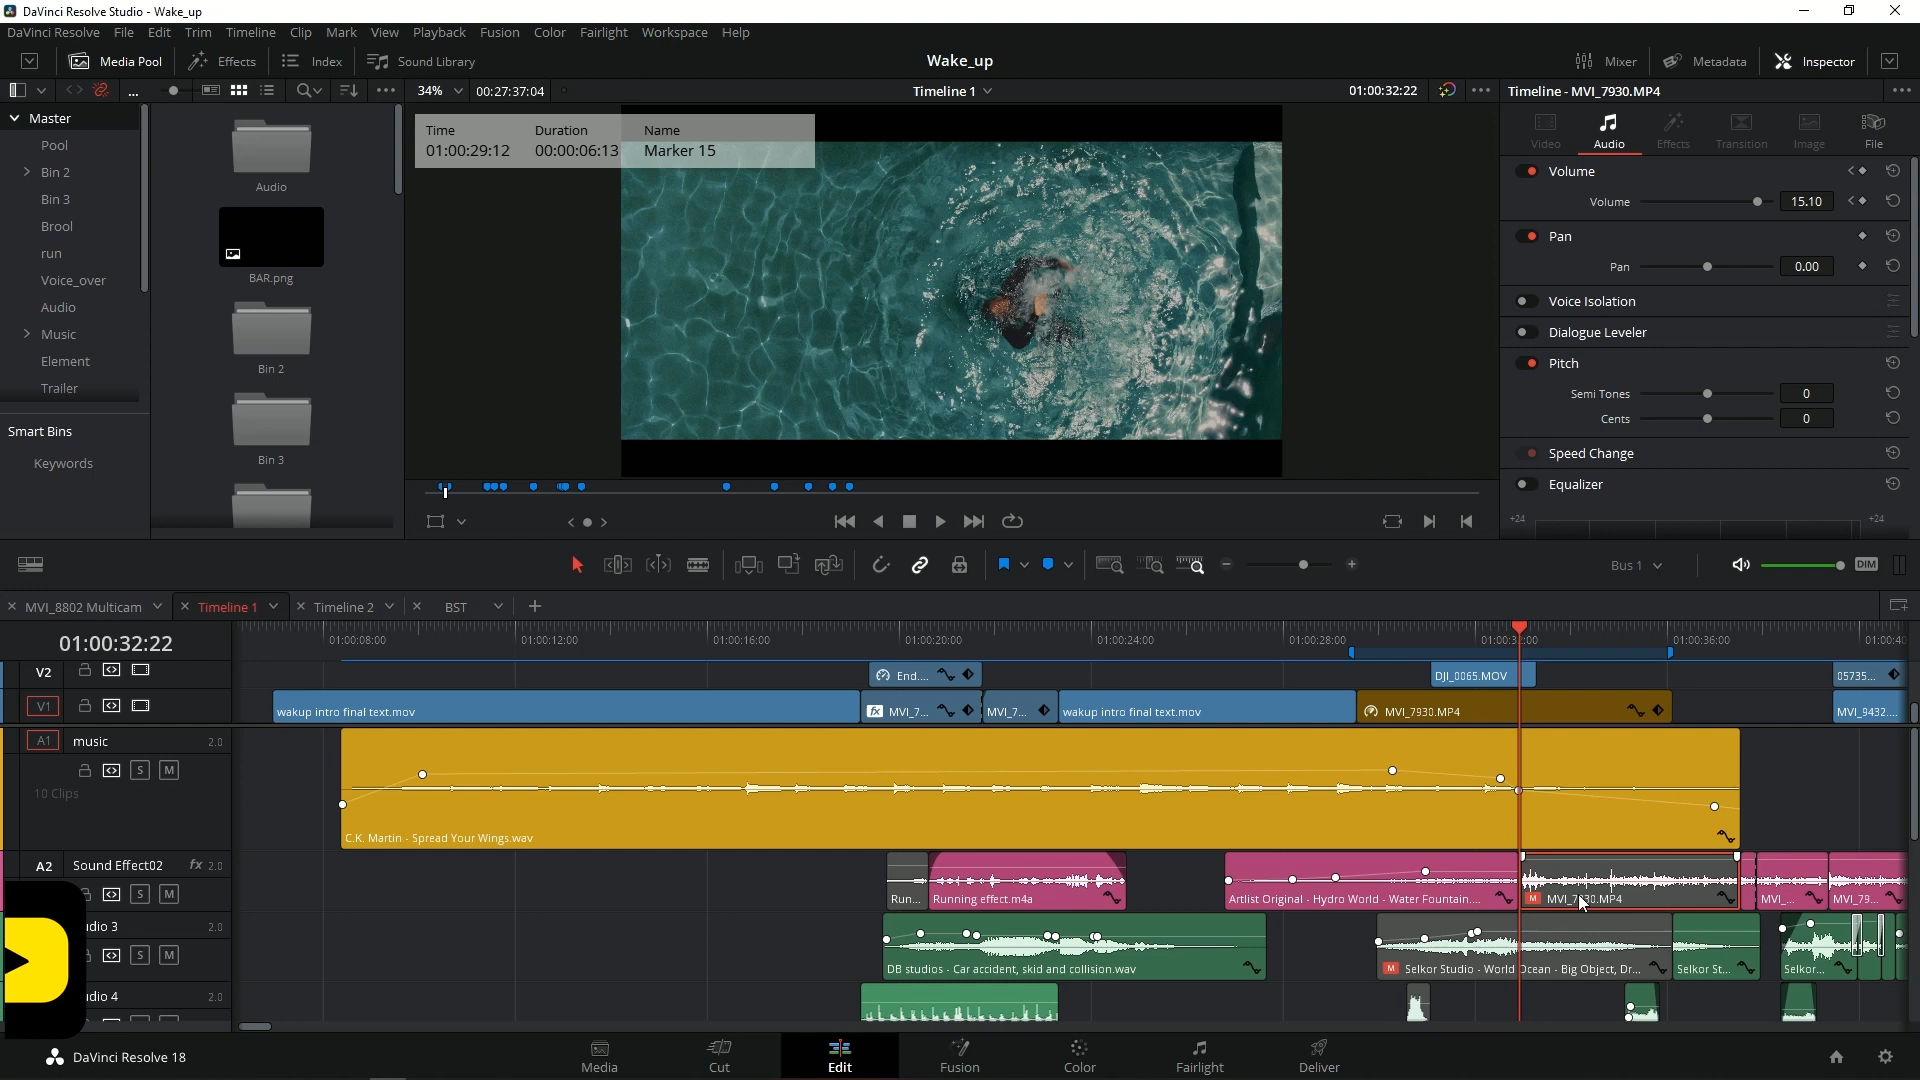 DaVinci Resolve Studio - Wake_up
DaVinci Resolve File Edit Trim Timeline Clip Mark View Playback Fusion Color Fairlight Workspace Help
Media Pool Effects Index Sound Library Wake_up Mixer Metadata Inspector
... 34% 00:27:37:04 Timeline 1 01:00:32:22 Timeline - MVI_7930.MP4
Master
Pool
Bin 2
Bin 3
Brool
run
Voice_over
Audio
Music
Element
Trailer
Smart Bins
Keywords
Audio
BAR.png
Bin 2
Bin 3
Time Duration Name
01:00:29:12 00:00:06:13 Marker 15
Video Audio Effects Transition Image File
Volume
Volume 15.10
Pan
Pan 0.00
Voice Isolation
Dialogue Leveler
Pitch
Semi Tones 0
Cents 0
Speed Change
Equalizer
+24 +24
Bus 1 DIM
MVI_8802 Multicam Timeline 1 Timeline 2 BST
01:00:32:22
01:00:08:00 01:00:12:00 01:00:16:00 01:00:20:00 01:00:24:00 01:00:28:00 01:00:36:00
V2 End.... DJI_0065.MOV 05735...
V1 wakup intro final text.mov fx MVI_7... MVI_7... wakup intro final text.mov MVI_7930.MP4 MVI_9432....
A1 music 2.0
S M
10 Clips
C.K. Martin - Spread Your Wings.wav
A2 Sound Effect02 fx 2.0
S M
Run... Running effect.m4a Artlist Original - Hydro World - Water Fountain.... M MVI_... MVI_79...
dio 3 2.0
S M
DB studios - Car accident, skid and collision.wav M Selkor Studio - World Ocean - Big Object, Dr... Selkor St... Selkor...
dio 4 2.0
DaVinci Resolve 18 Media Cut Edit Fusion Color Fairlight Deliver